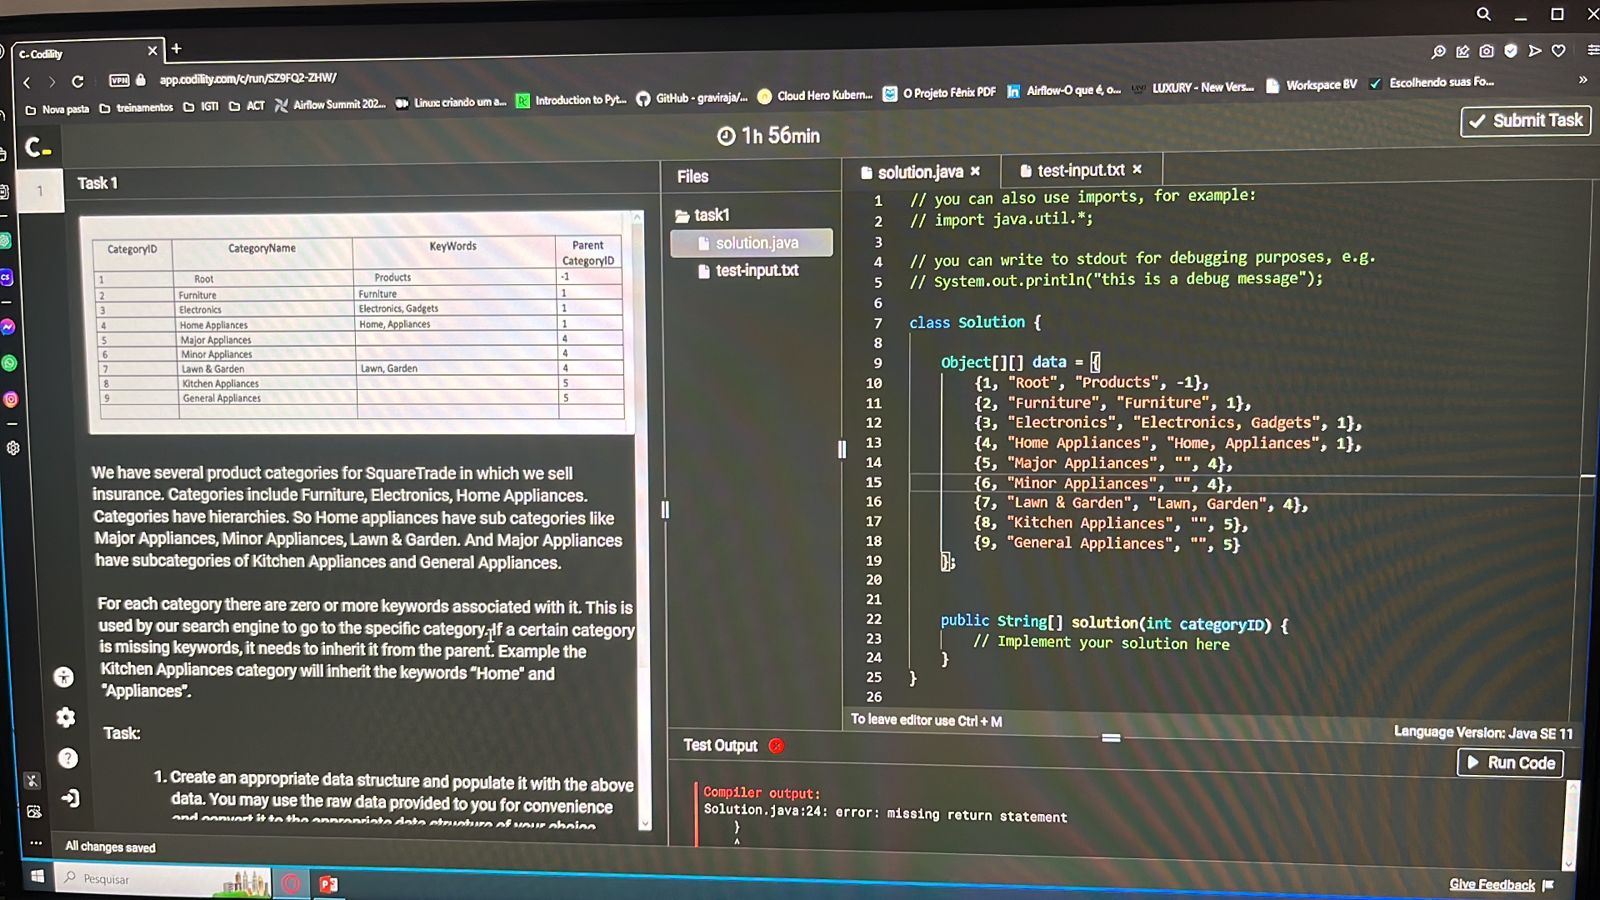 C- Codility
app.codility.com/c/run/SZ9FQ2-ZHW/
VPN
Nova pasta
treinamentos
IGTI
ACT
Airflow Summit 202...
Linux: criando um a...
Introduction to Pyt...
GitHub - graviraja/...
Cloud Hero Kubern...
O Projeto Fênix PDF
Airflow-O que é, o...
LUXURY - New Vers...
Workspace BV
Escolhendo suas Fo...
1h 56min
Submit Task
1
Task 1
CategoryID CategoryName KeyWords Parent CategoryID
1 Root Products -1
2 Furniture Furniture 1
3 Electronics Electronics, Gadgets 1
4 Home Appliances Home, Appliances 1
5 Major Appliances 4
6 Minor Appliances 4
7 Lawn & Garden Lawn, Garden 4
8 Kitchen Appliances 5
9 General Appliances 5
We have several product categories for SquareTrade in which we sell
insurance. Categories include Furniture, Electronics, Home Appliances.
Categories have hierarchies. So Home appliances have sub categories like
Major Appliances, Minor Appliances, Lawn & Garden. And Major Appliances
have subcategories of Kitchen Appliances and General Appliances.
For each category there are zero or more keywords associated with it. This is
used by our search engine to go to the specific category. If a certain category
is missing keywords, it needs to inherit it from the parent. Example the
Kitchen Appliances category will inherit the keywords "Home" and
"Appliances".
Task:
1. Create an appropriate data structure and populate it with the above
data. You may use the raw data provided to you for convenience
and convert it to the appropriate data structure of your choice.
All changes saved
Files
task1
solution.java
test-input.txt
solution.java
test-input.txt
1 // you can also use imports, for example:
2 // import java.util.*;
3
4 // you can write to stdout for debugging purposes, e.g.
5 // System.out.println("this is a debug message");
6
7 class Solution {
8
9 Object[][] data = {
10 {1, "Root", "Products", -1},
11 {2, "Furniture", "Furniture", 1},
12 {3, "Electronics", "Electronics, Gadgets", 1},
13 {4, "Home Appliances", "Home, Appliances", 1},
14 {5, "Major Appliances", "", 4},
15 {6, "Minor Appliances", "", 4},
16 {7, "Lawn & Garden", "Lawn, Garden", 4},
17 {8, "Kitchen Appliances", "", 5},
18 {9, "General Appliances", "", 5}
19 };
20
21
22 public String[] solution(int categoryID) {
23 // Implement your solution here
24 }
25 }
26
To leave editor use Ctrl + M
Language Version: Java SE 11
Test Output
Run Code
Compiler output:
Solution.java:24: error: missing return statement
}
^
Give Feedback
Pesquisar